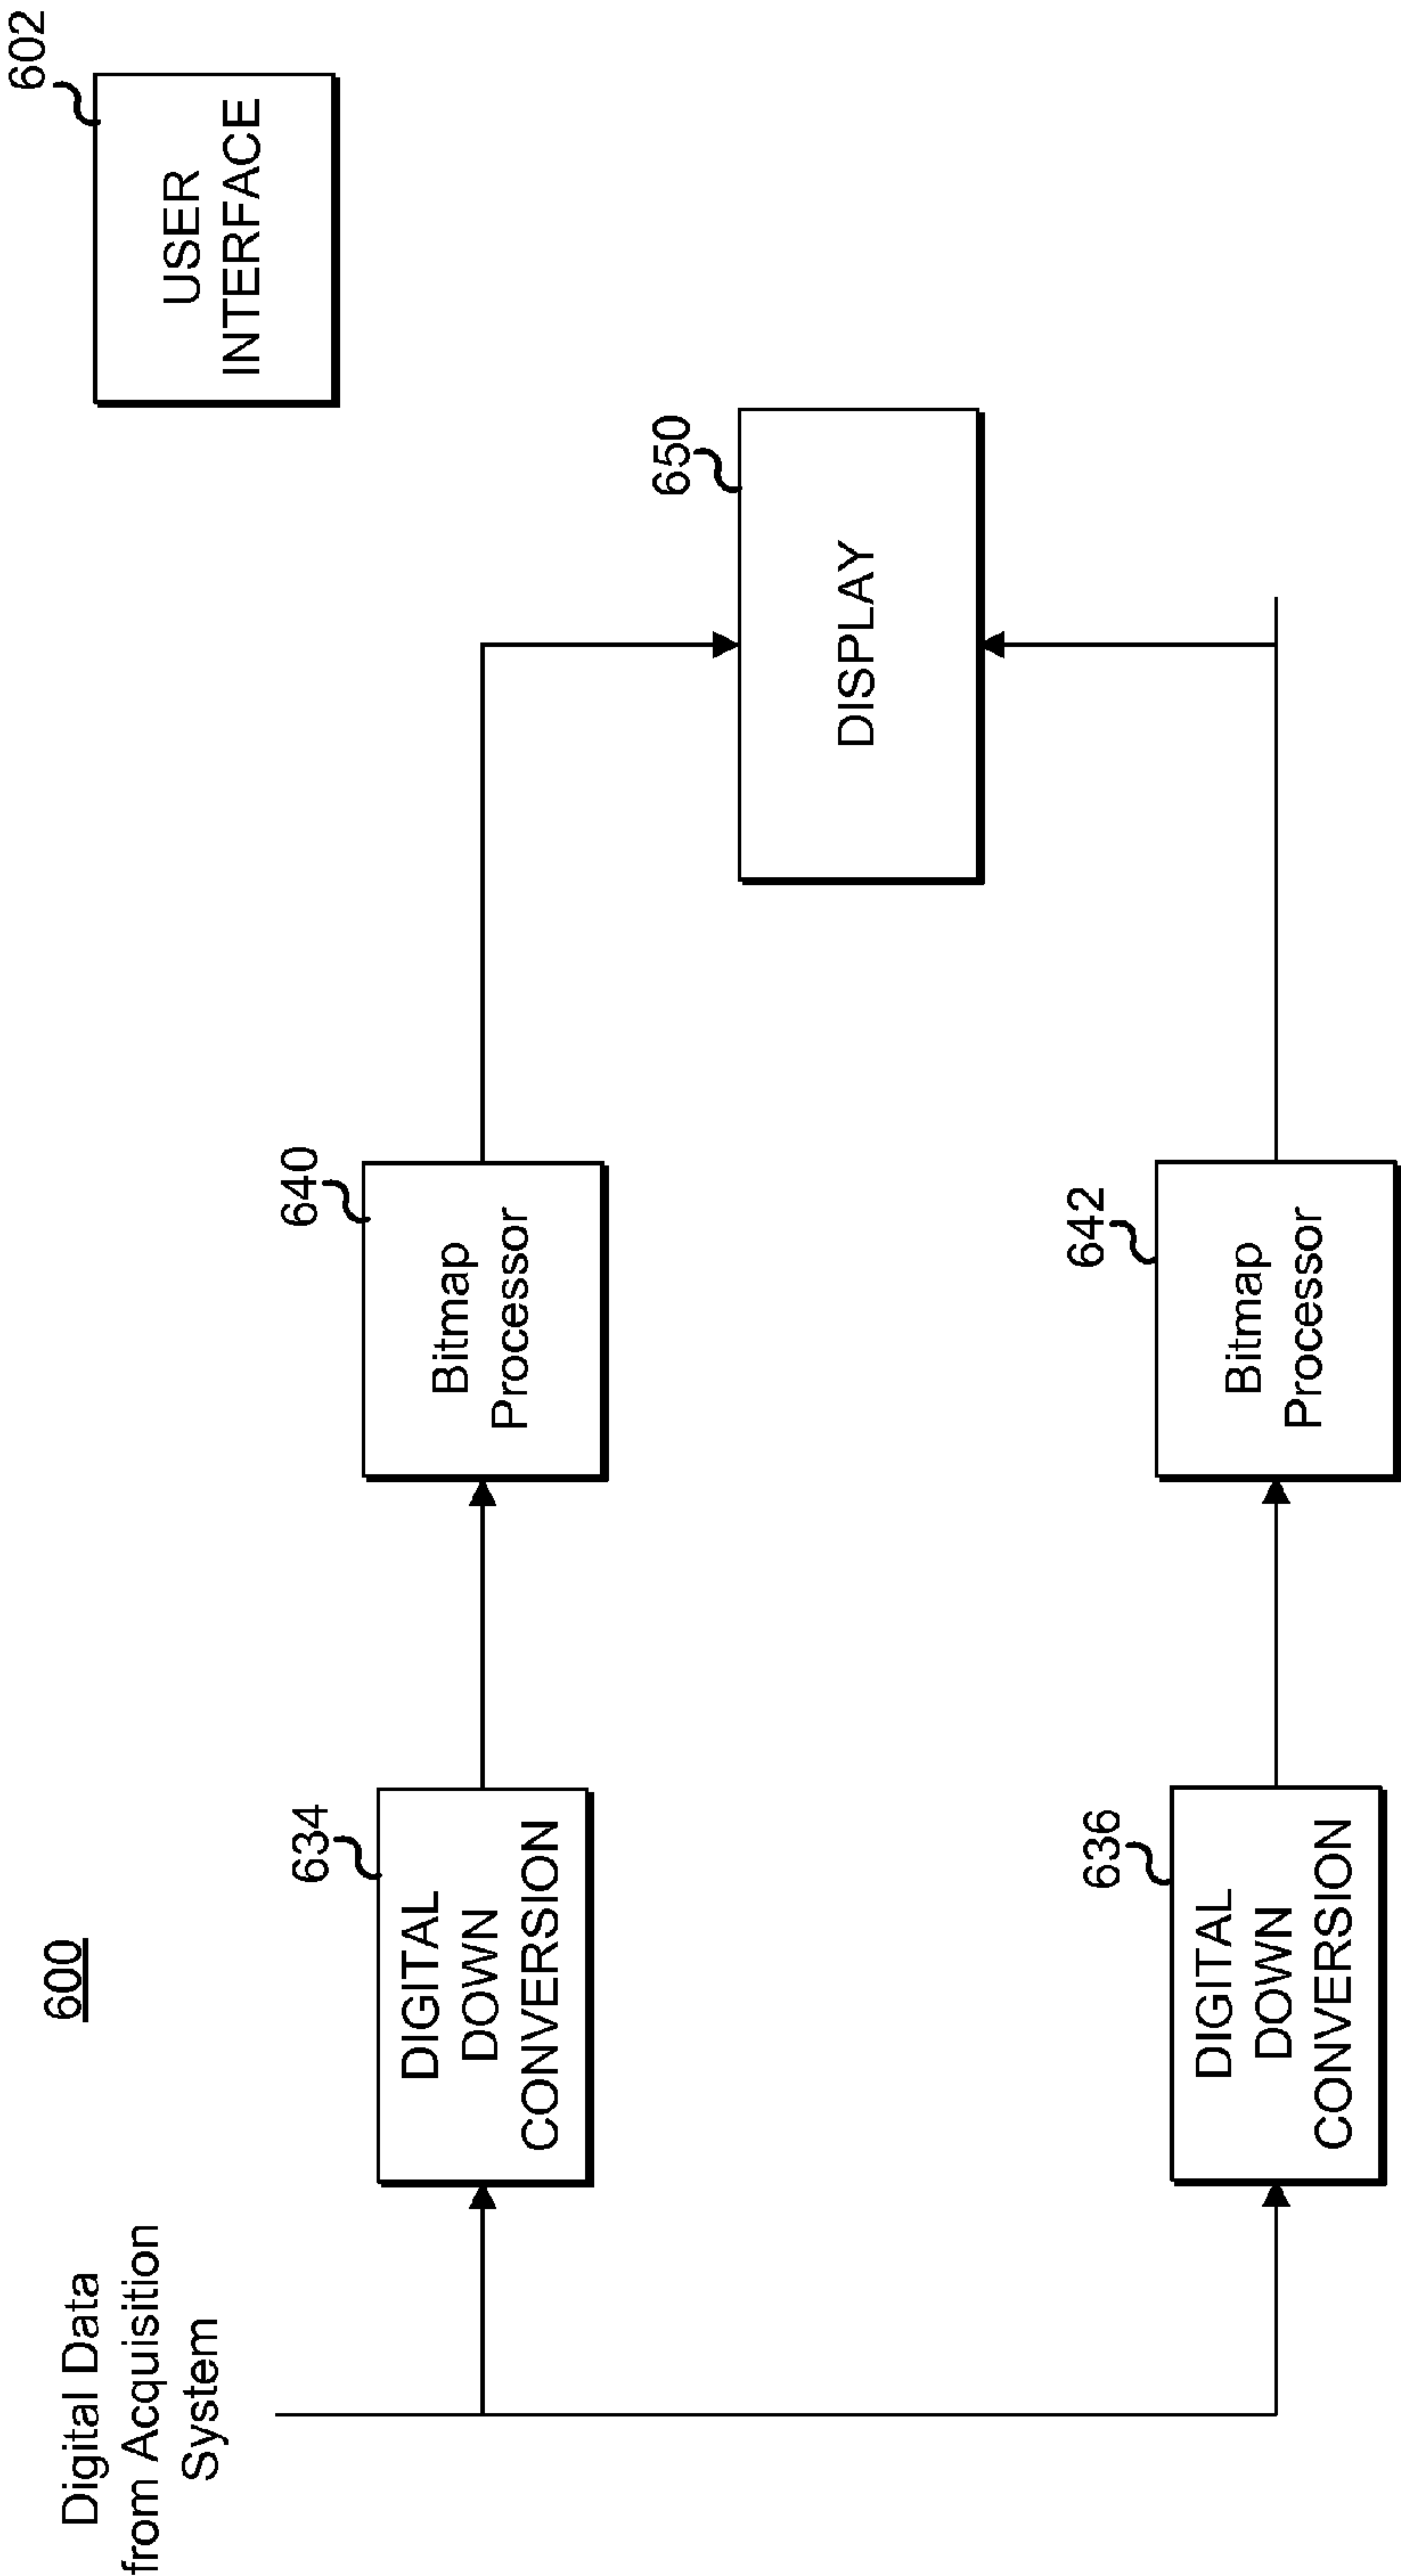 600
602
USER
INTERFACE
Digital Data
from Acquisition
System
634
DIGITAL
DOWN
CONVERSION
640
Bitmap
Processor
650
DISPLAY
636
DIGITAL
DOWN
CONVERSION
642
Bitmap
Processor